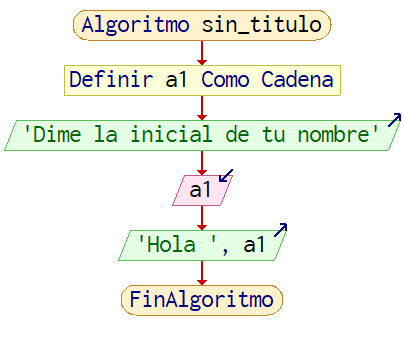 Algoritmo sin_titulo
Definir a1 Como Cadena
'Dime la inicial de tu nombre'
a1
'Hola ', a1
FinAlgoritmo